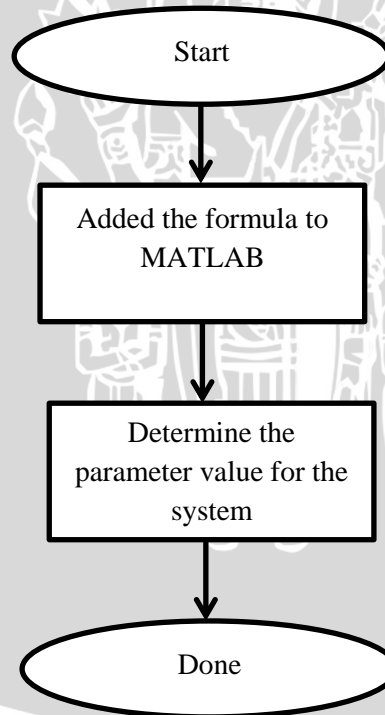 Start
Added the formula to
MATLAB
Determine the
parameter value for the
system
Done